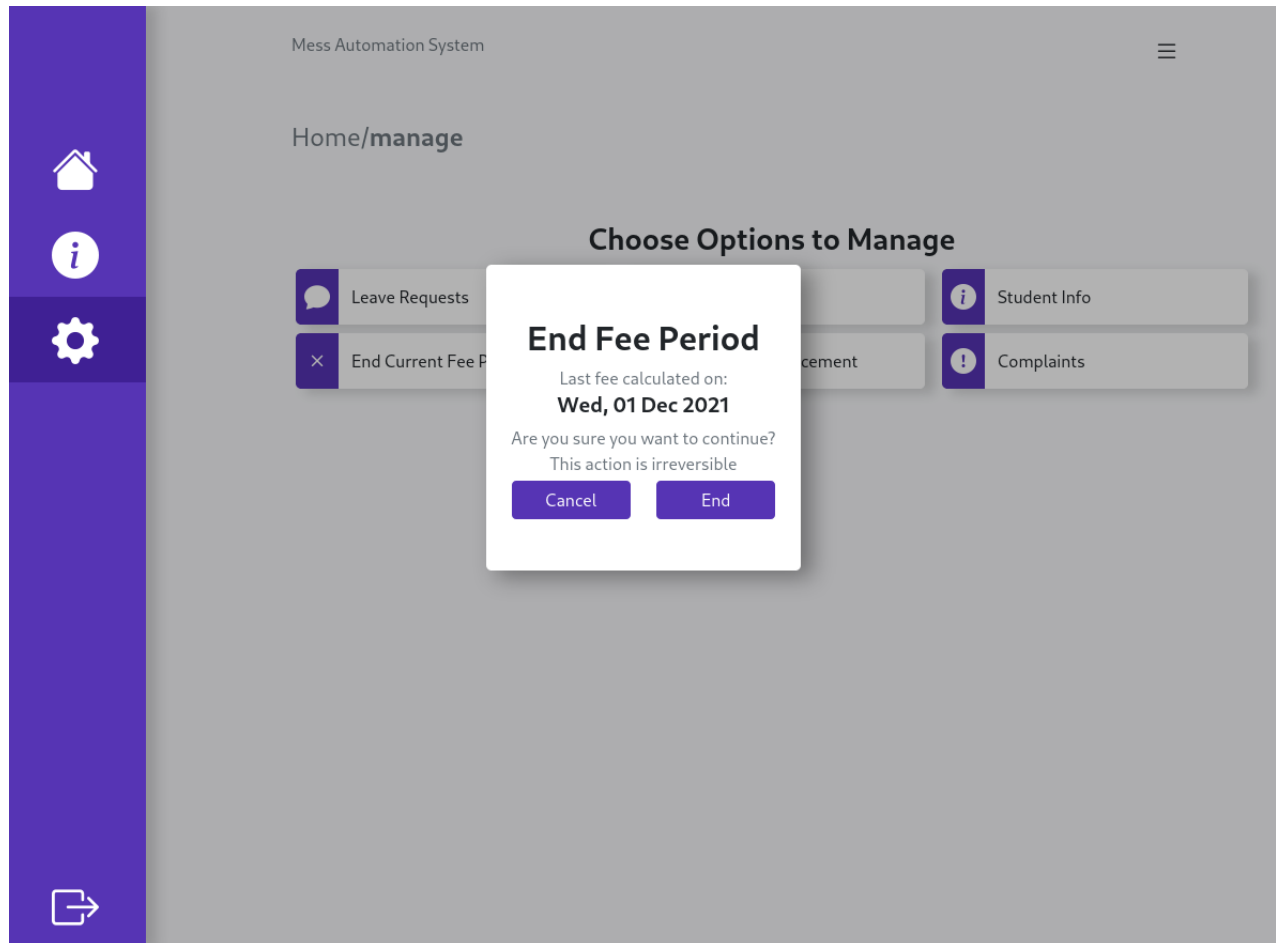 Mess Automation System
Home/manage
Choose Options to Manage
Leave Requests
Student Info
End Current Fee
Complaints
End Fee Period
Last fee calculated on:
Wed, 01 Dec 2021
Are you sure you want to continue?
This action is irreversible
Cancel End